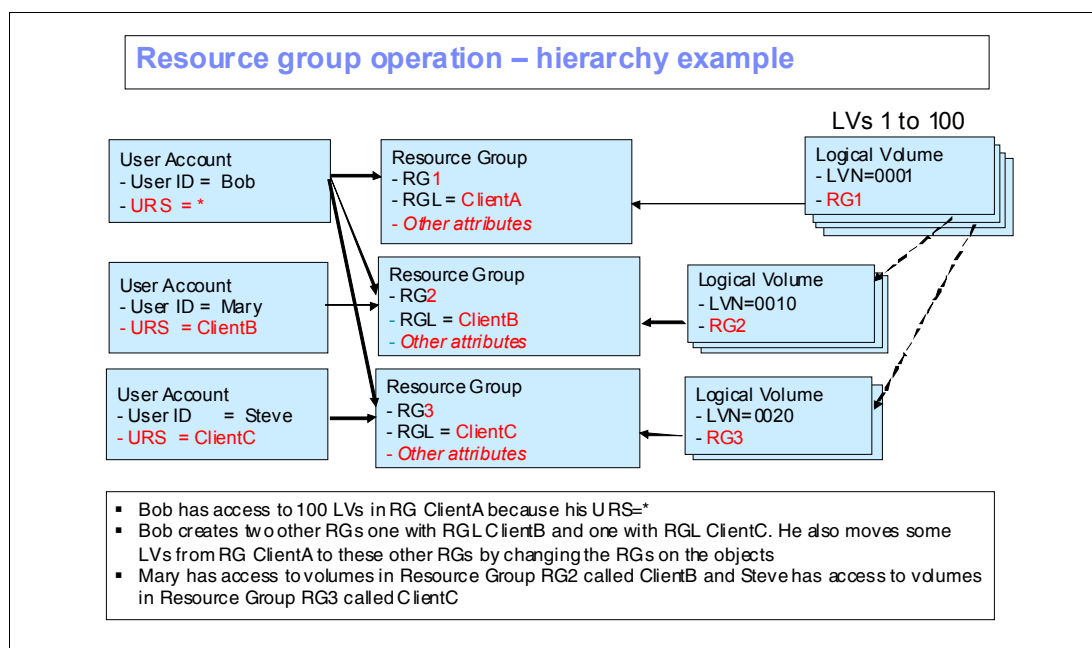 Resource group operation – hierarchy example
LVs 1 to 100
User Account
- User ID = Bob
- URS = *
Resource Group
- RG1
- RGL = ClientA
- Other attributes
Logical Volume
- LVN=0001
- RG1
User Account
- User ID = Mary
- URS = ClientB
Resource Group
- RG2
- RGL = ClientB
- Other attributes
Logical Volume
- LVN=0010
- RG2
User Account
- User ID = Steve
- URS = ClientC
Resource Group
- RG3
- RGL = ClientC
- Other attributes
Logical Volume
- LVN=0020
- RG3
▪ Bob has access to 100 LVs in RG ClientA because his URS=*
▪ Bob creates two other RGs one with RGL ClientB and one with RGL ClientC. He also moves some
LVs from RG ClientA to these other RGs by changing the RGs on the objects
▪ Mary has access to volumes in Resource Group RG2 called ClientB and Steve has access to volumes
in Resource Group RG3 called ClientC